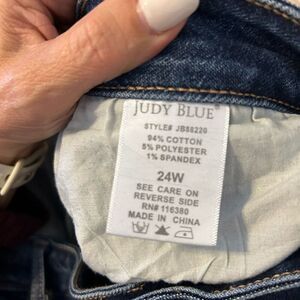 JUDY BLUE®
STYLE# JB88220
94% COTTON
5% POLYESTER
1% SPANDEX
24W
SEE CARE ON
REVERSE SIDE
RN# 116380
MADE IN CHINA